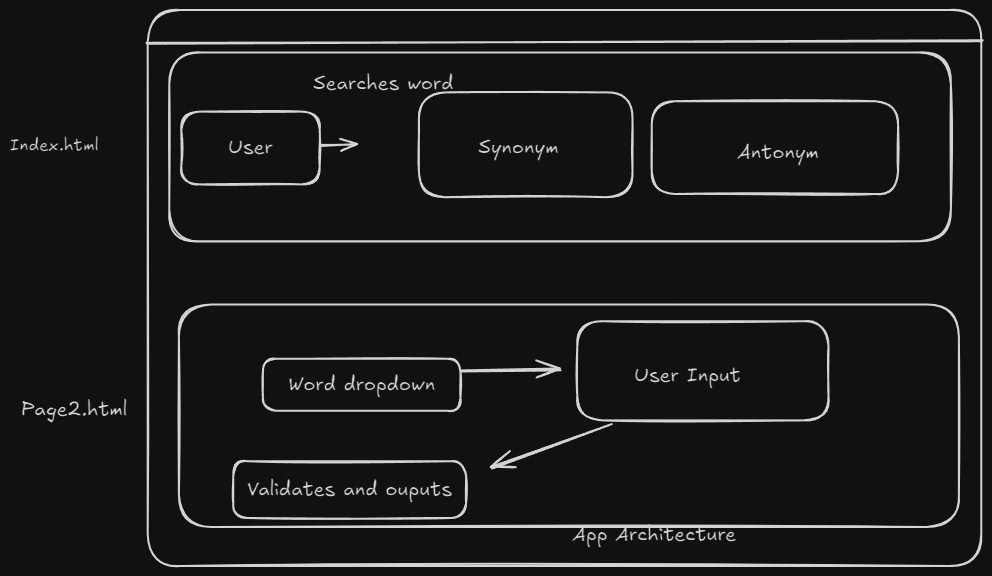 Searches word
Index.html
User
Synonym
Antonym
Word dropdown
User Input
Page2.html
Validates and ouputs
App Architecture